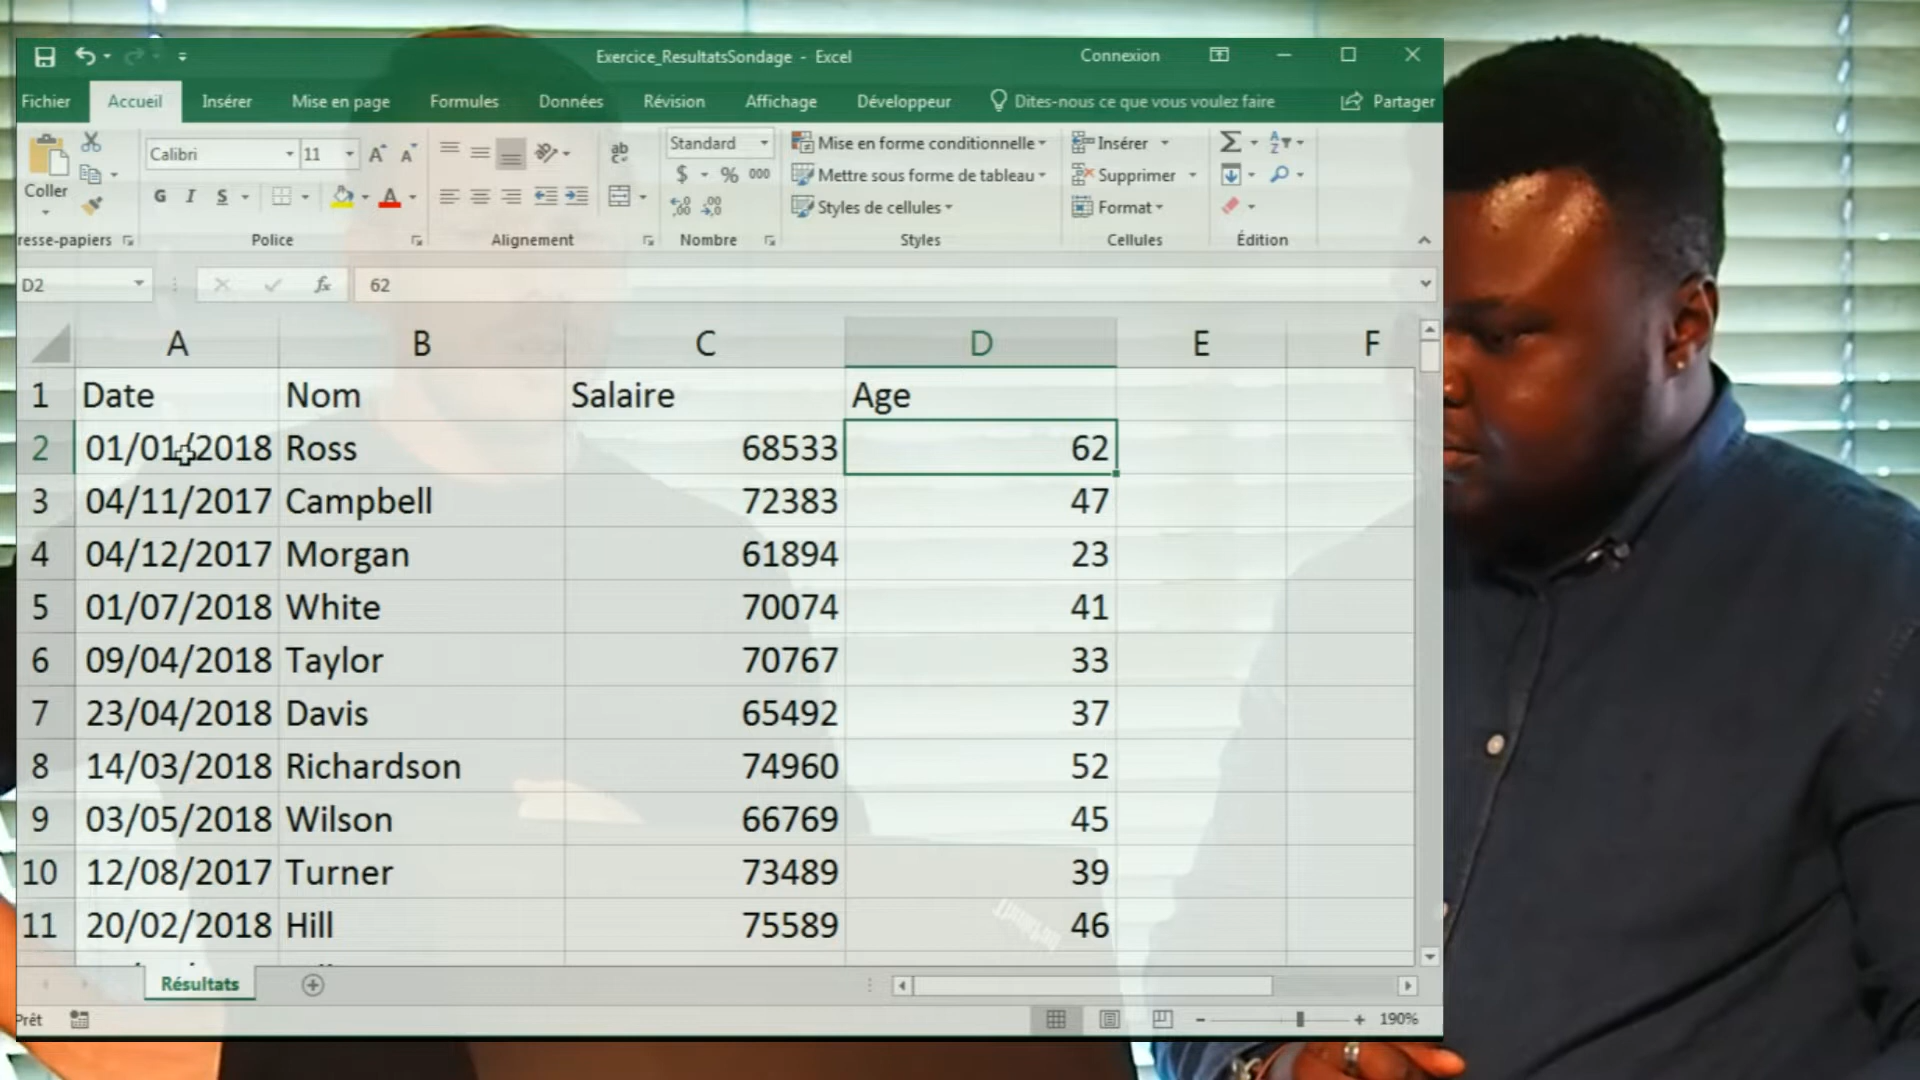 Exercice_ResultatsSondage - Excel
Connexion
Fichier Accueil Insérer Mise en page Formules Données Révision Affichage Développeur Dites-nous ce que vous voulez faire Partager
Coller
resse-papiers
Calibri 11
G I S
A A A
Police
ab
Alignement
Standard
$ % 000
Nombre
Mise en forme conditionnelle
Mettre sous forme de tableau
Styles de cellules
Styles
Insérer
Supprimer
Format
Cellules
Édition
D2 fx 62
A B C D E F
1 Date Nom Salaire Age
2 01/01/2018 Ross 68533 62
3 04/11/2017 Campbell 72383 47
4 04/12/2017 Morgan 61894 23
5 01/07/2018 White 70074 41
6 09/04/2018 Taylor 70767 33
7 23/04/2018 Davis 65492 37
8 14/03/2018 Richardson 74960 52
9 03/05/2018 Wilson 66769 45
10 12/08/2017 Turner 73489 39
11 20/02/2018 Hill 75589 46
Résultats
Prêt
190%